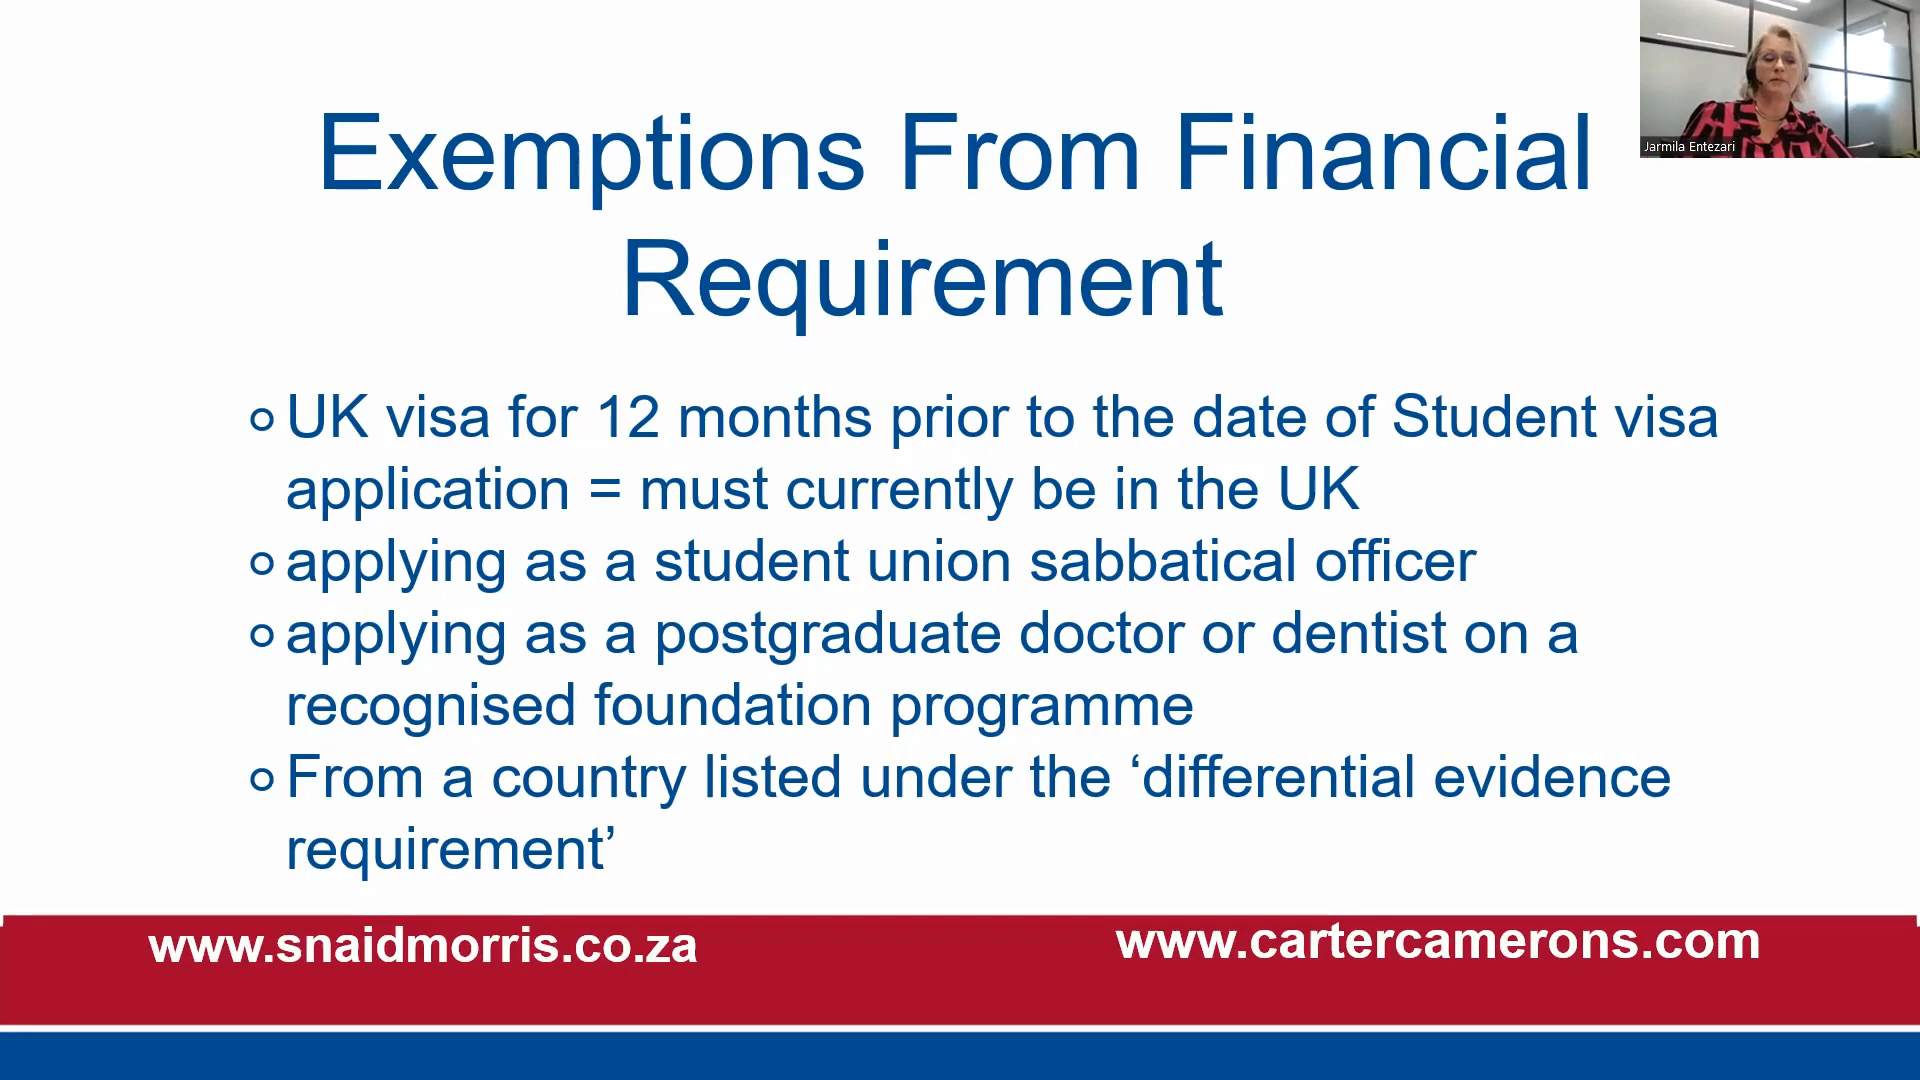 Exemptions From Financial
Requirement
Jarmila Entezari
UK visa for 12 months prior to the date of Student visa
application = must currently be in the UK
applying as a student union sabbatical officer
applying as a postgraduate doctor or dentist on a
recognised foundation programme
From a country listed under the ‘differential evidence
requirement’
www.snaidmorris.co.za
www.cartercamerons.com